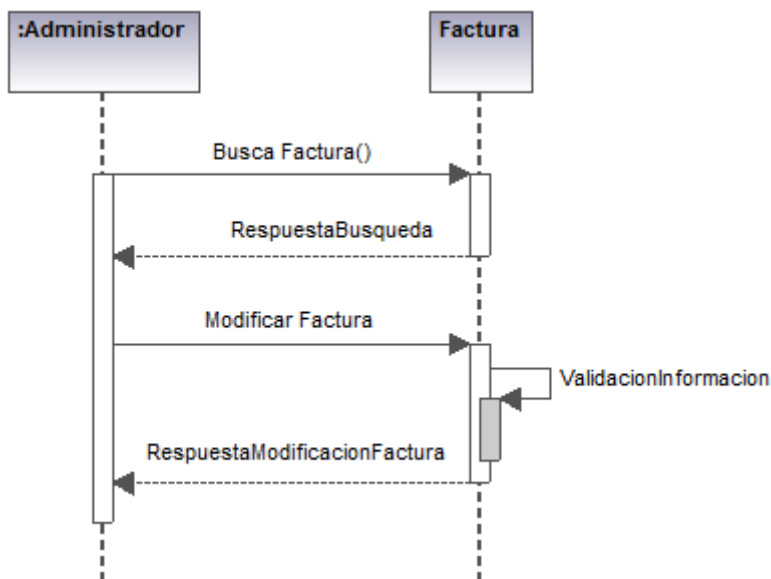 :Administrador
Factura
Busca Factura()
RespuestaBusqueda
Modificar Factura
ValidacionInformacion
RespuestaModificacionFactura